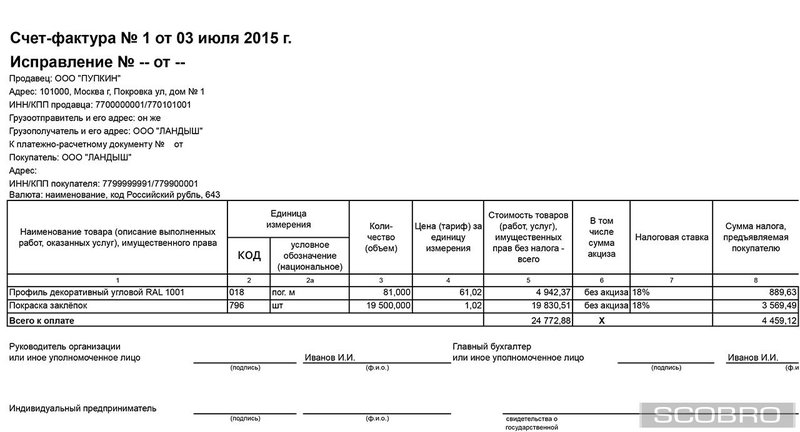 Счет-фактура № 1 от 03 июля 2015 г.
Исправление № -- от --
Продавец: ООО "ПУПКИН"
Адрес: 101000, Москва г, Покровка ул, дом № 1
ИНН/КПП продавца: 7700000001/770101001
Грузоотправитель и его адрес: он же
Грузополучатель и его адрес: ООО "ЛАНДЫШ"
К платежно-расчетному документу № от
Покупатель: ООО "ЛАНДЫШ"
Адрес:
ИНН/КПП покупателя: 7799999991/779900001
Валюта: наименование, код Российский рубль, 643
Наименование товара (описание выполненных работ, оказанных услуг), имущественного права
Единица измерения
КОД
условное обозначение (национальное)
Коли-чество (объем)
Цена (тариф) за единицу измерения
Стоимость товаров (работ, услуг), имущественных прав без налога - всего
В том числе сумма акциза
Налоговая ставка
Сумма налога, предъявляемая покупателю
1 2 2а 3 4 5 6 7 8
Профиль декоративный угловой RAL 1001 018 пог. м 81,000 61,02 4 942,37 без акциза 18% 889,63
Покраска заклёпок 796 шт 19 500,000 1,02 19 830,51 без акциза 18% 3 569,49
Всего к оплате 24 772,88 Х 4 459,12
Руководитель организации Главный бухгалтер
или иное уполномоченное лицо Иванов И.И. или иное уполномоченное лицо Иванов И.И.
(подпись) (ф.и.о.) (подпись) (ф.и.о.)
Индивидуальный предприниматель
(подпись) (ф.и.о.) свидетельства о
государственной
SCOBRO